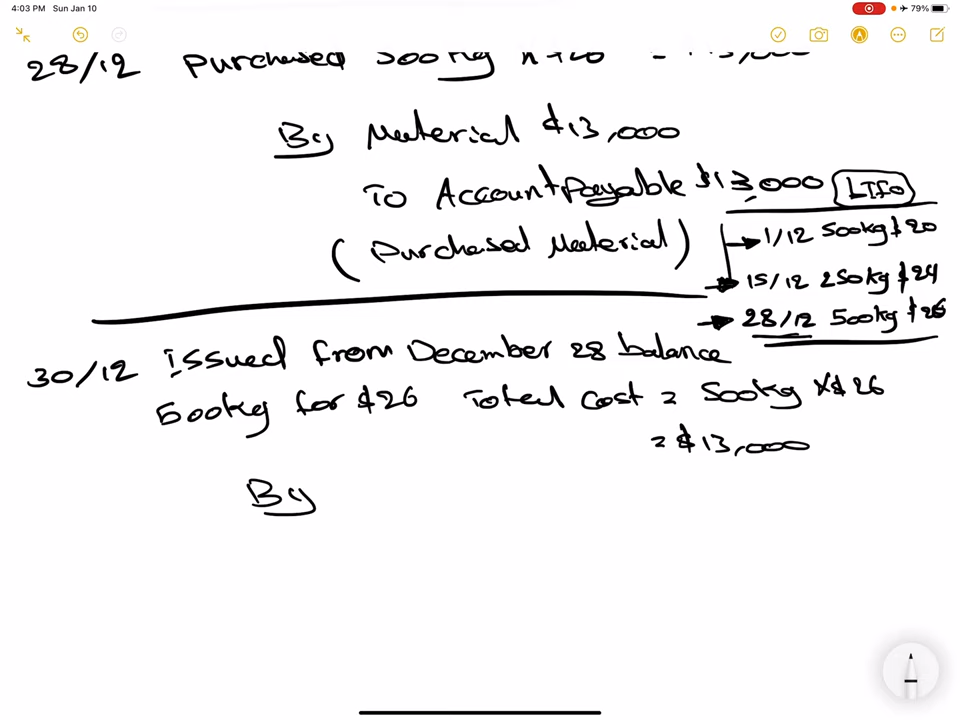 4:03 PM Sun Jan 10
79%
28/12 purchased 500kg
By Material $13,000
To Account Payable $13,000
(Purchased Material)
LIFO
1/12 500kg $20
15/12 250kg $24
28/12 500kg $26
30/12 Issued from December 28 balance
500kg for $26 Total cost = 500kg x $26
= $13,000
By